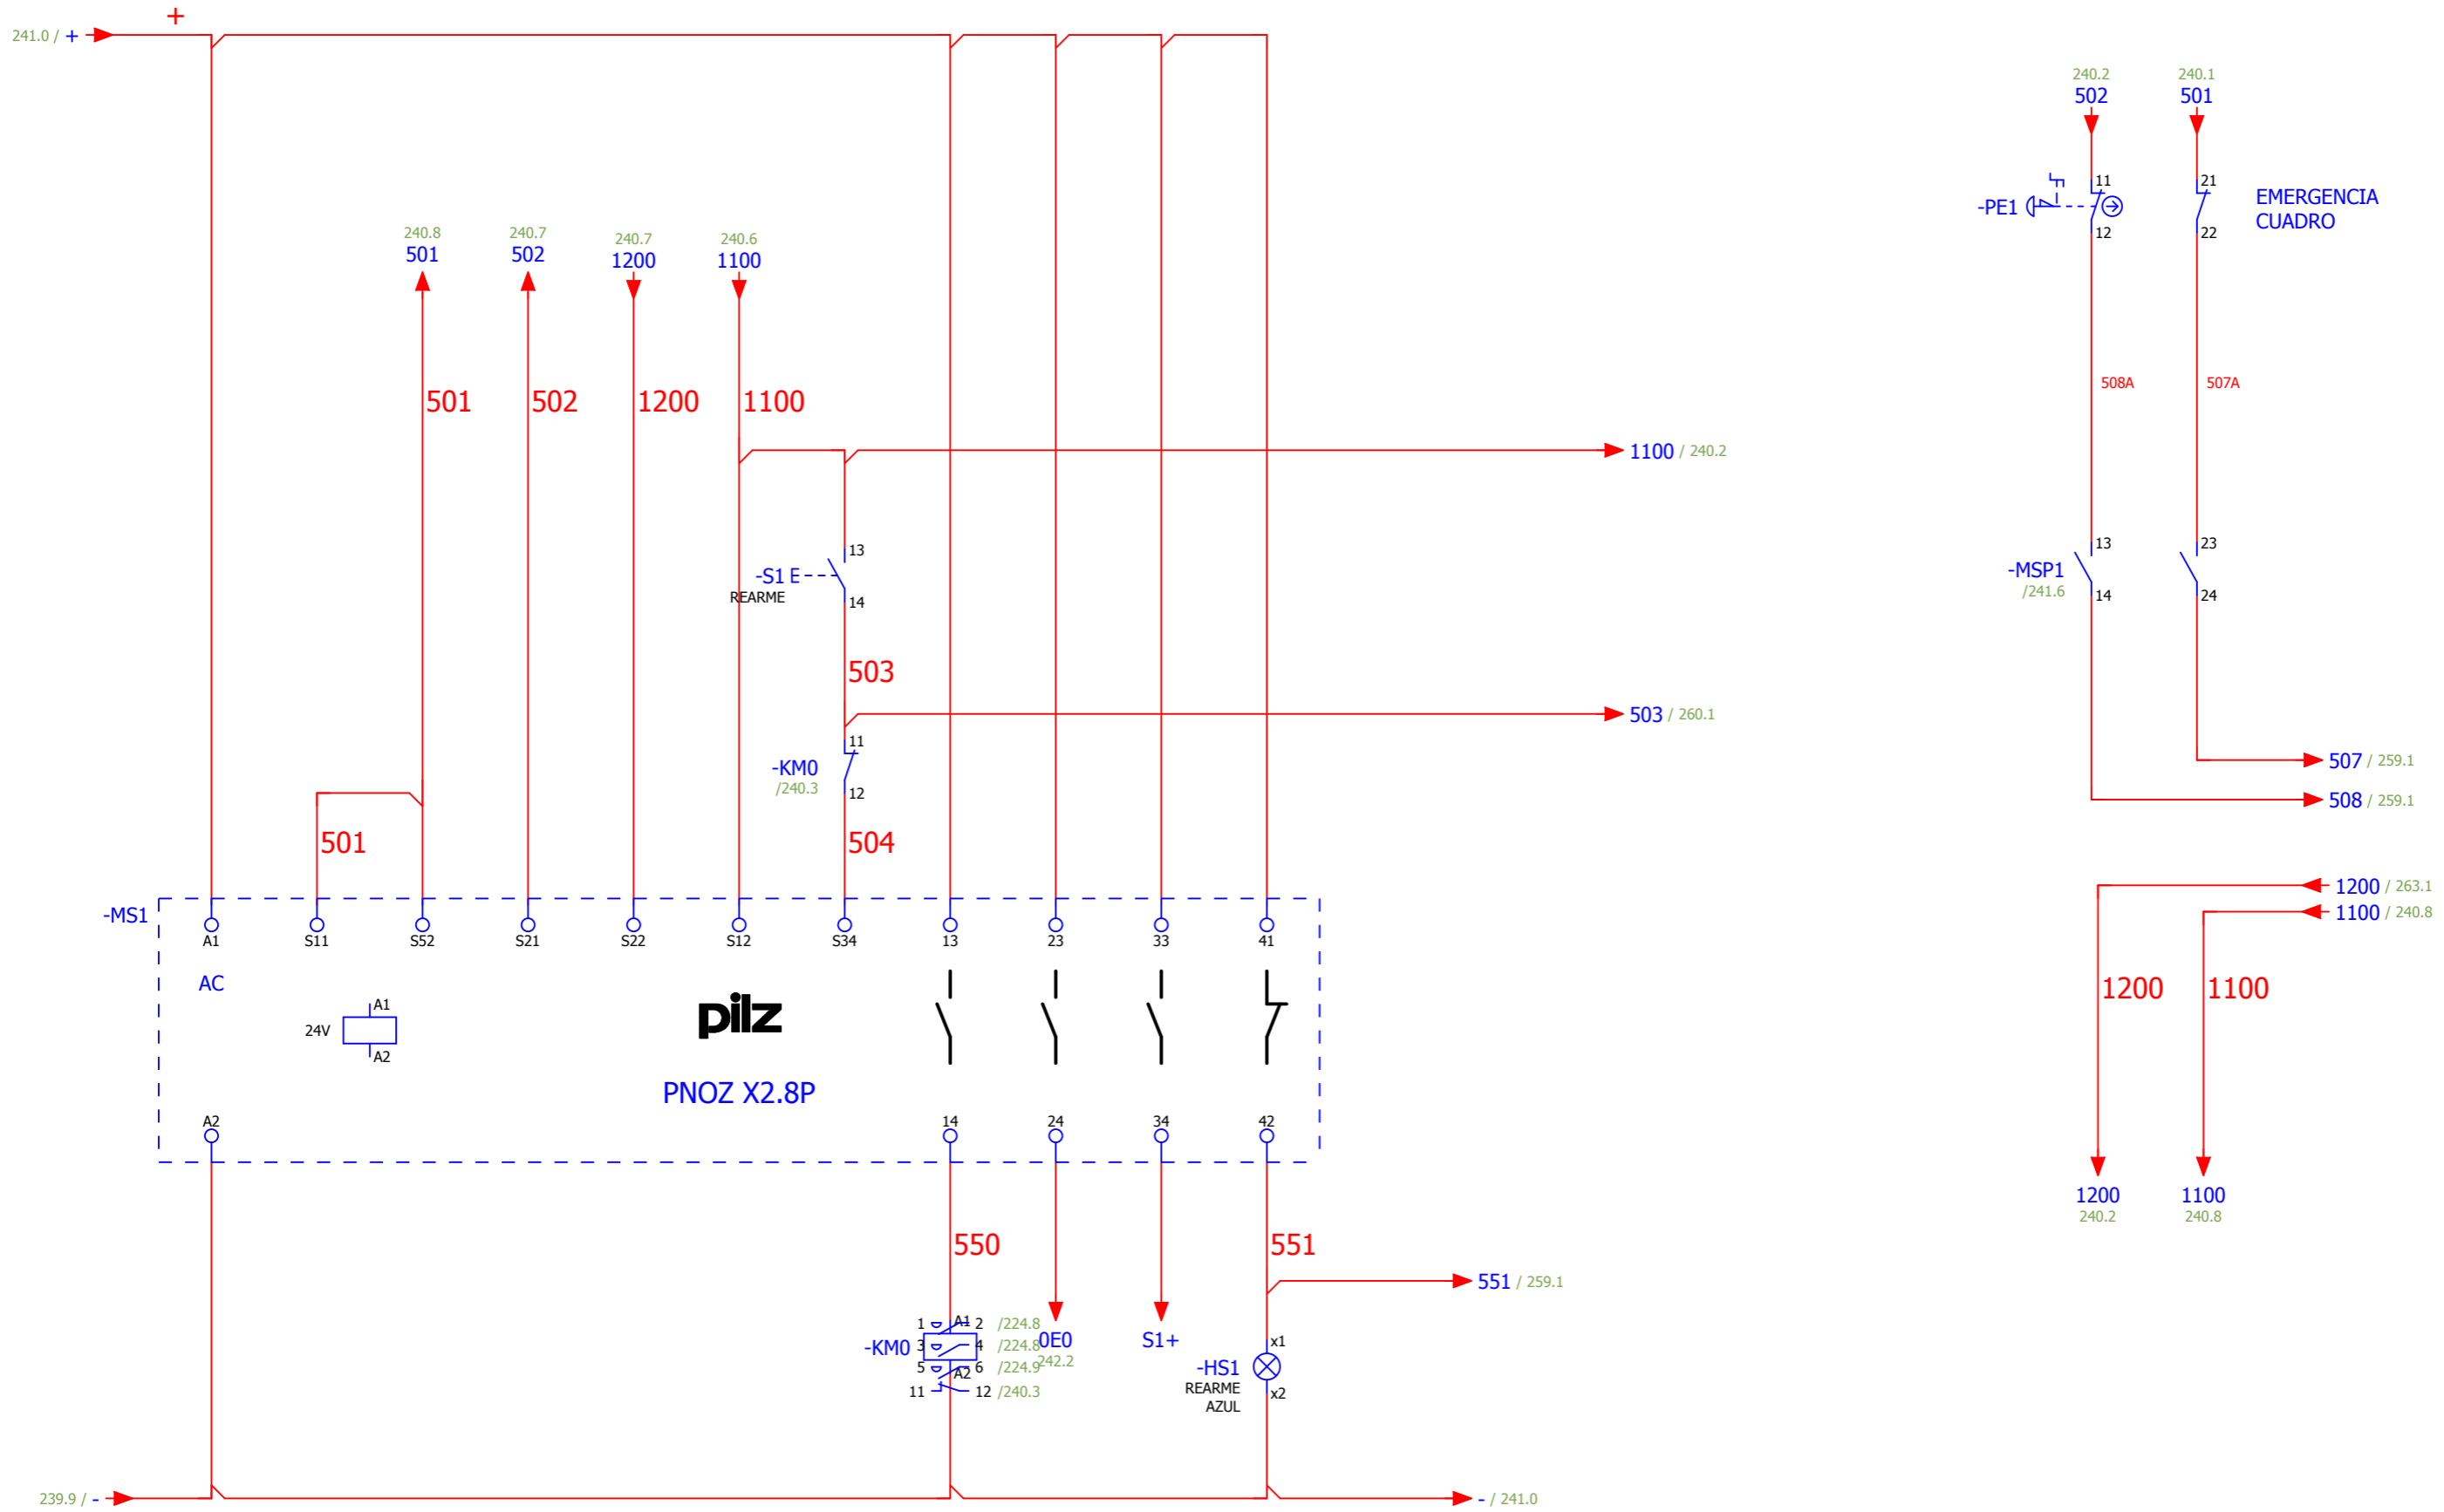 +
241.0 / +
240.2
502
240.1
501
-PE1
11
12
21
22
EMERGENCIA
CUADRO
240.8
501
240.7
502
240.7
1200
240.6
1100
508A
507A
501
502
1200
1100
1100 / 240.2
-S1
REARME
13
14
-MSP1
/241.6
13
14
23
24
503
503 / 260.1
-KM0
/240.3
11
12
507 / 259.1
508 / 259.1
501
504
1200 / 263.1
1100 / 240.8
-MS1
A1
S11
S52
S21
S22
S12
S34
13
23
33
41
AC
24V
A1
A2
pilz
PNOZ X2.8P
1200
1100
A2
14
24
34
42
1200
240.2
1100
240.8
550
551
551 / 259.1
-KM0
A1
A2
1 2 /224.8
3 4 /224.8
5 6 /224.9
11 12 /240.3
0E0
242.2
S1+
-HS1
REARME
AZUL
x1
x2
239.9 / -
- / 241.0